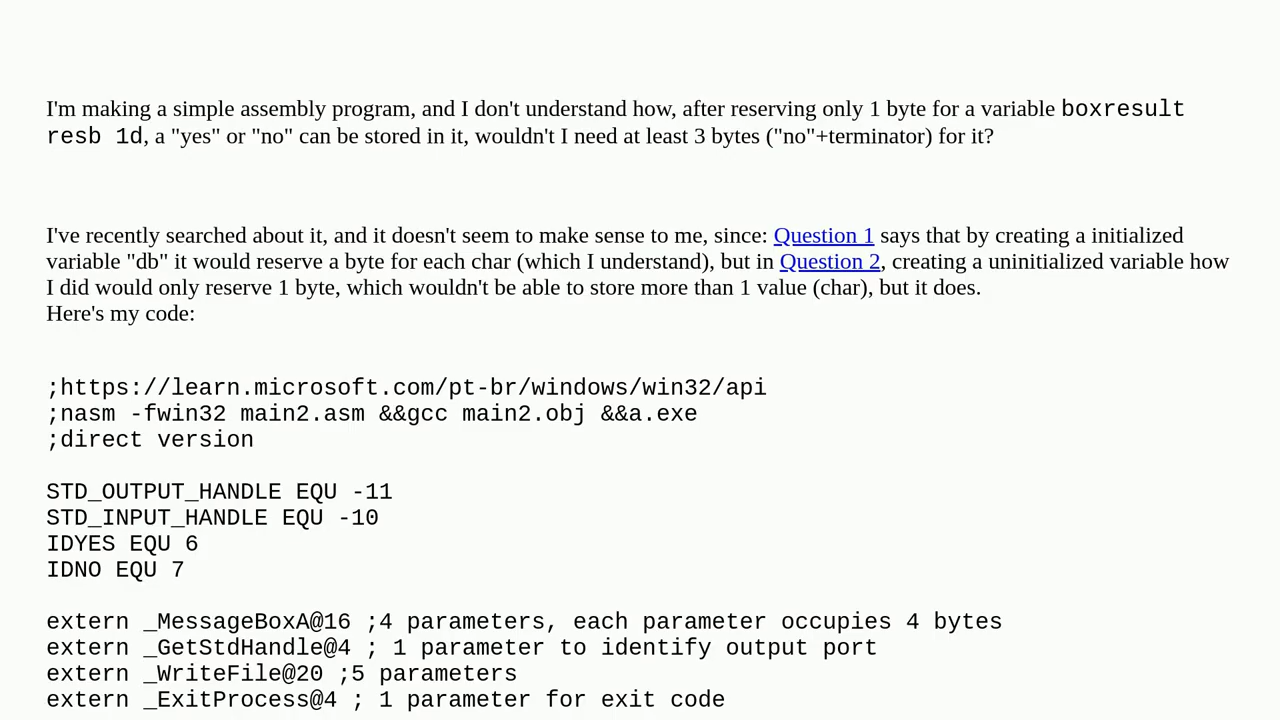 I'm making a simple assembly program, and I don't understand how, after reserving only 1 byte for a variable boxresult
resb 1d, a "yes" or "no" can be stored in it, wouldn't I need at least 3 bytes ("no"+terminator) for it?
I've recently searched about it, and it doesn't seem to make sense to me, since: Question 1 says that by creating a initialized
variable "db" it would reserve a byte for each char (which I understand), but in Question 2, creating a uninitialized variable how
I did would only reserve 1 byte, which wouldn't be able to store more than 1 value (char), but it does.
Here's my code:
;https://learn.microsoft.com/pt-br/windows/win32/api
;nasm -fwin32 main2.asm &&gcc main2.obj &&a.exe
;direct version
STD_OUTPUT_HANDLE EQU -11
STD_INPUT_HANDLE EQU -10
IDYES EQU 6
IDNO EQU 7
extern _MessageBoxA@16 ;4 parameters, each parameter occupies 4 bytes
extern _GetStdHandle@4 ; 1 parameter to identify output port
extern _WriteFile@20 ;5 parameters
extern _ExitProcess@4 ; 1 parameter for exit code